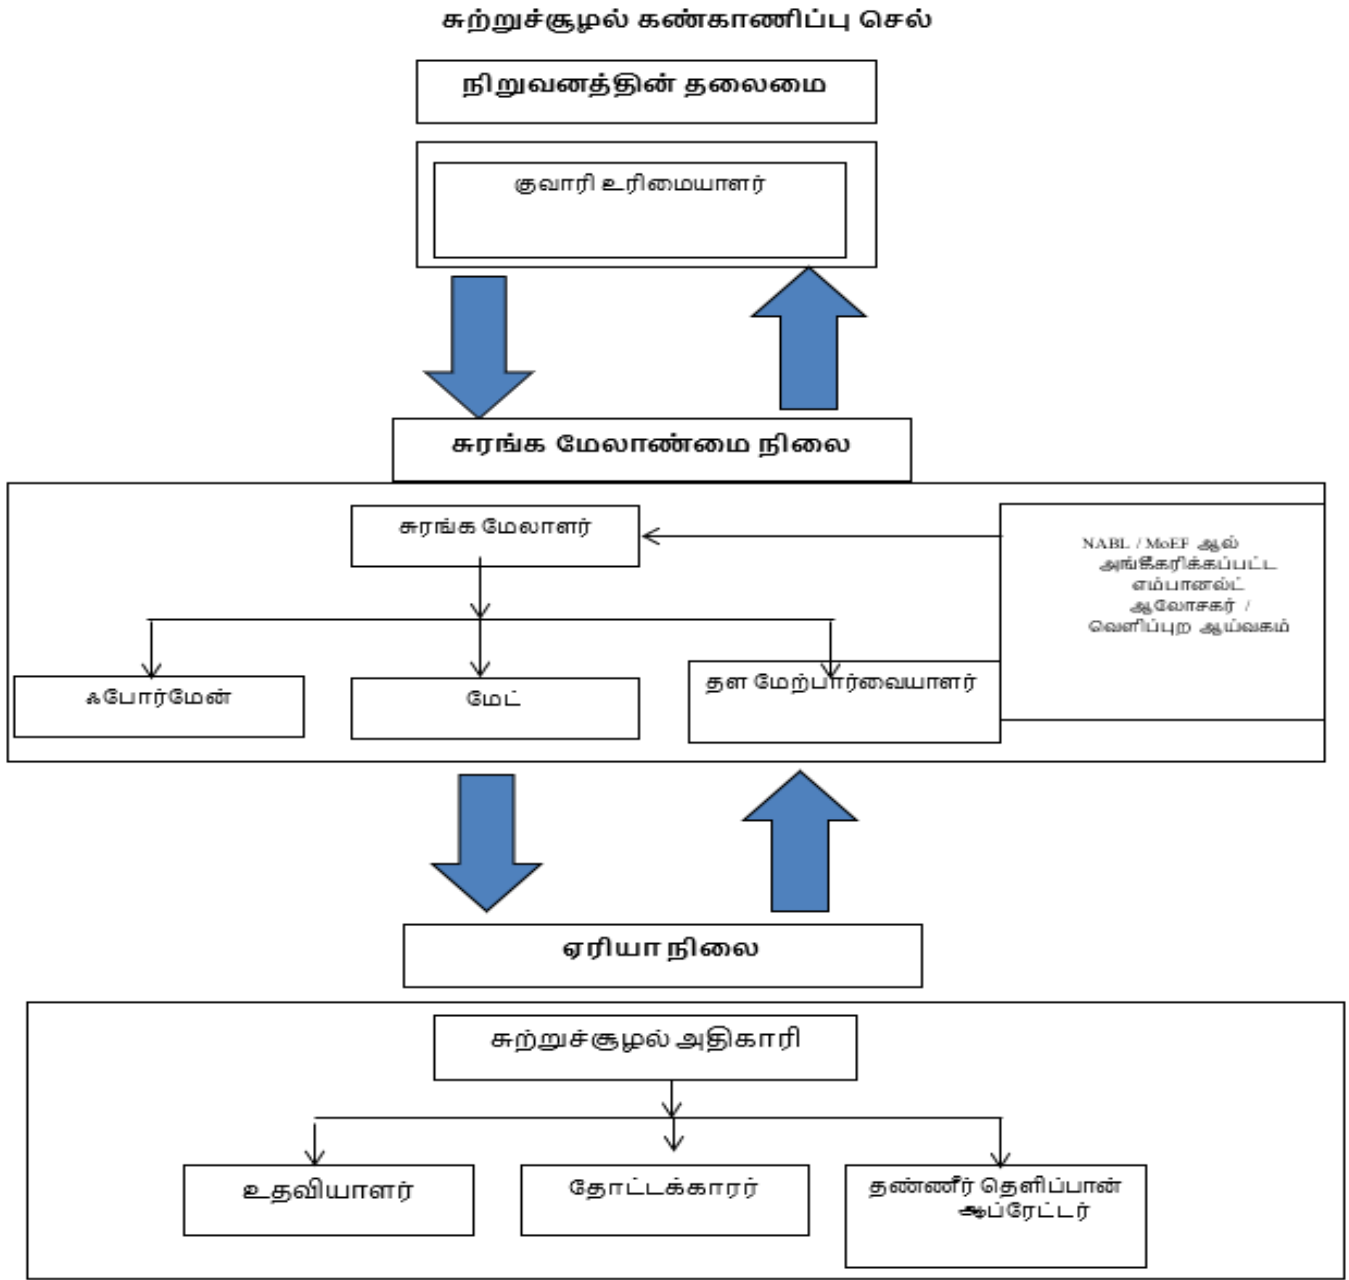 சுற்றுச்சூழல் கண்காணிப்பு செல்
நிறுவனத்தின் தலைமை
குவாரி உரிமையாளர்
சுரங்க மேலாண்மை நிலை
சுரங்க மேலாளர்
NABL / MoEF ஆல்
அங்கீகரிக்கப்பட்ட
எம்பானல்ட்
ஆலோசகர் /
வெளிப்புற ஆய்வகம்
ஃபோர்மேன்
மேட்
தள மேற்பார்வையாளர்
ஏரியா நிலை
சுற்றுச்சூழல் அதிகாரி
உதவியாளர்
தோட்டக்காரர்
தண்ணீர் தெளிப்பான்
ஆப்ரேட்டர்